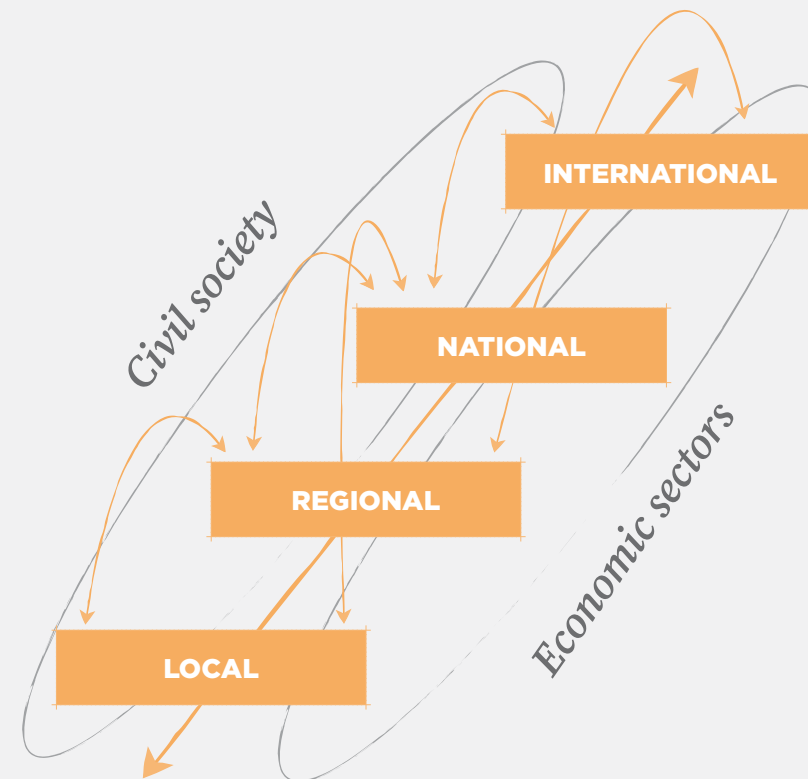 INTERNATIONAL
Civil society
NATIONAL
Economic sectors
REGIONAL
LOCAL